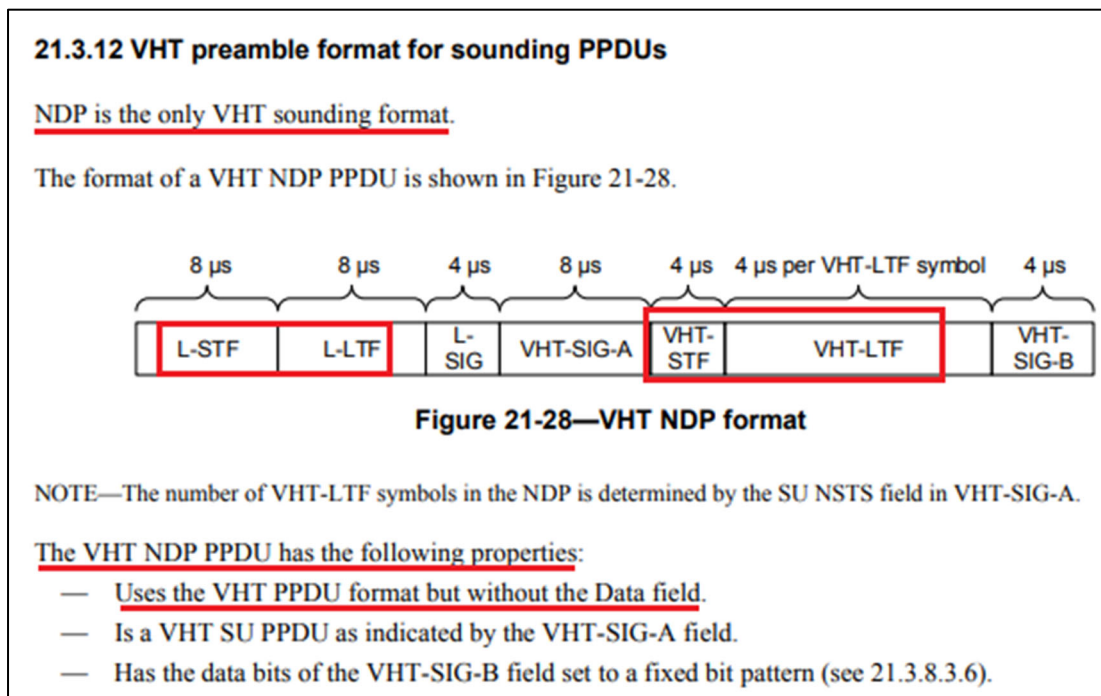 21.3.12 VHT preamble format for sounding PPDUs
NDP is the only VHT sounding format.
The format of a VHT NDP PPDU is shown in Figure 21-28.
8 µs 8 µs 4 µs 8 µs 4 µs 4 µs per VHT-LTF symbol 4 µs
L-STF L-LTF L-SIG VHT-SIG-A VHT-STF VHT-LTF VHT-SIG-B
Figure 21-28—VHT NDP format
NOTE—The number of VHT-LTF symbols in the NDP is determined by the SU NSTS field in VHT-SIG-A.
The VHT NDP PPDU has the following properties:
— Uses the VHT PPDU format but without the Data field.
— Is a VHT SU PPDU as indicated by the VHT-SIG-A field.
— Has the data bits of the VHT-SIG-B field set to a fixed bit pattern (see 21.3.8.3.6).